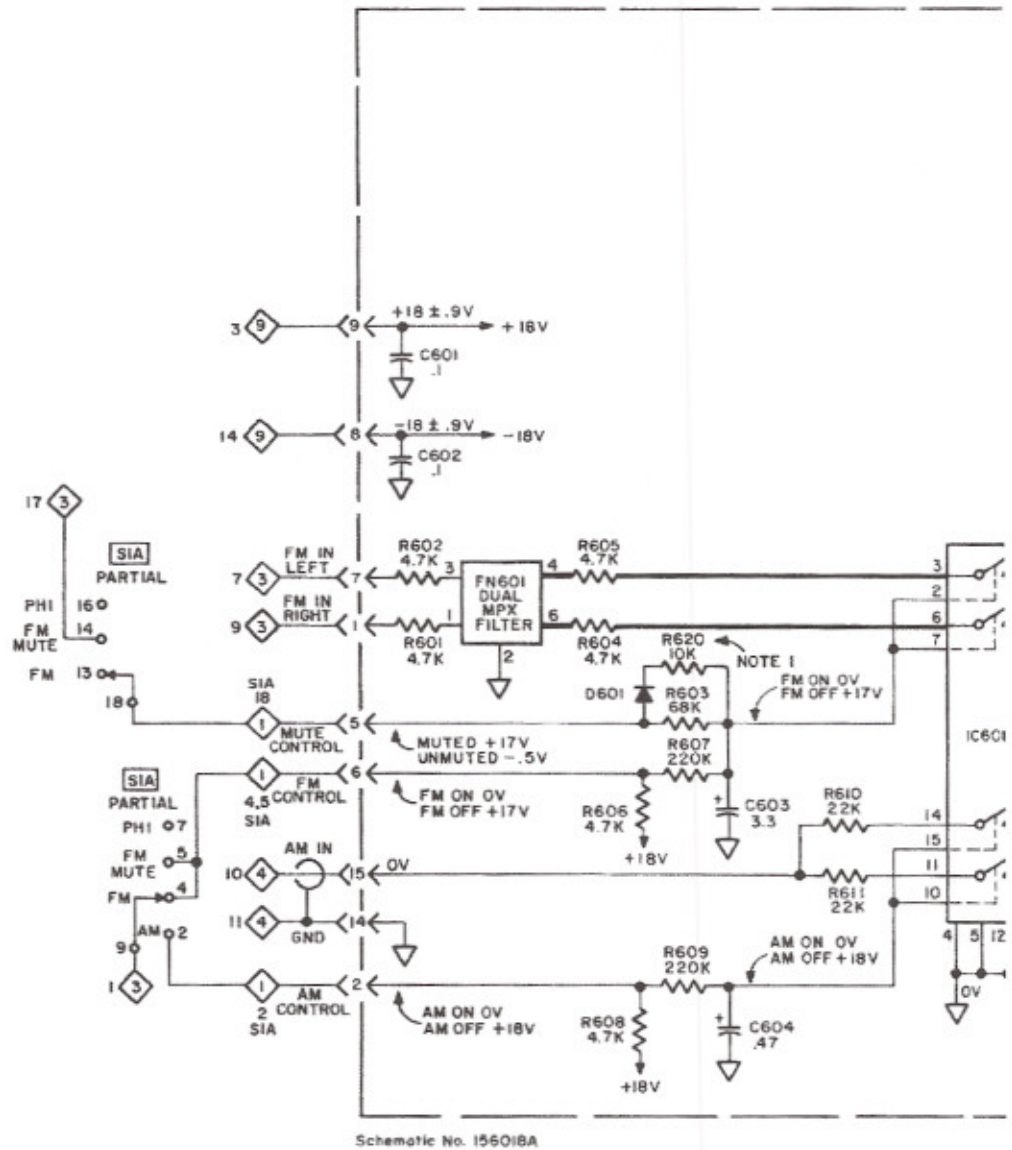 +18 ± .9V
3 9 9 +18V
C601
.1
-18 ± .9V
14 9 8 -18V
C602
.1
17 3
S1A
PARTIAL
PHI 16
FM MUTE 14
FM 13
18
FM IN LEFT
7 3 7
R602
4.7K
3
FN601
DUAL
MPX
FILTER
4
R605
4.7K
3
2
FM IN RIGHT
9 3 1
R601
4.7K
1
2
6
R604
4.7K
6
7
R620
10K
NOTE 1
D601
R603
68K
FM ON 0V
FM OFF +17V
S1A
18
1 5
MUTE
CONTROL
MUTED +17V
UNMUTED -.5V
R607
220K
IC601
S1A
PARTIAL
PHI 7
FM MUTE 5
FM 4
AM 2
9
1 3
1 6
FM
CONTROL
4,5
S1A
FM ON 0V
FM OFF +17V
R606
4.7K
+18V
+
C603
3.3
R610
22K
14
15
AM IN
10 4 15 0V
11
R611
22K
10
11 4 14
GND
4 5 12
0V
R609
220K
AM ON 0V
AM OFF +18V
1 2
AM
CONTROL
2
S1A
AM ON 0V
AM OFF +18V
R608
4.7K
+18V
+
C604
.47
Schematic No. 156018A